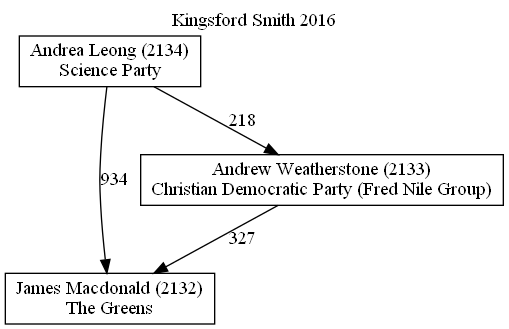 Kingsford Smith 2016
Andrea Leong (2134)
Science Party
218
934
Andrew Weatherstone (2133)
Christian Democratic Party (Fred Nile Group)
327
James Macdonald (2132)
The Greens